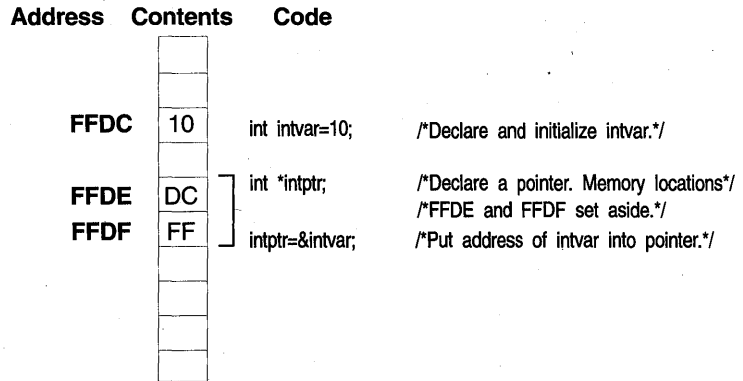 Address Contents Code
FFDC 10 int intvar=10; /*Declare and initialize intvar.*/
int *intptr; /*Declare a pointer. Memory locations*/
FFDE DC /*FFDE and FFDF set aside.*/
FFDF FF intptr=&intvar; /*Put address of intvar into pointer.*/